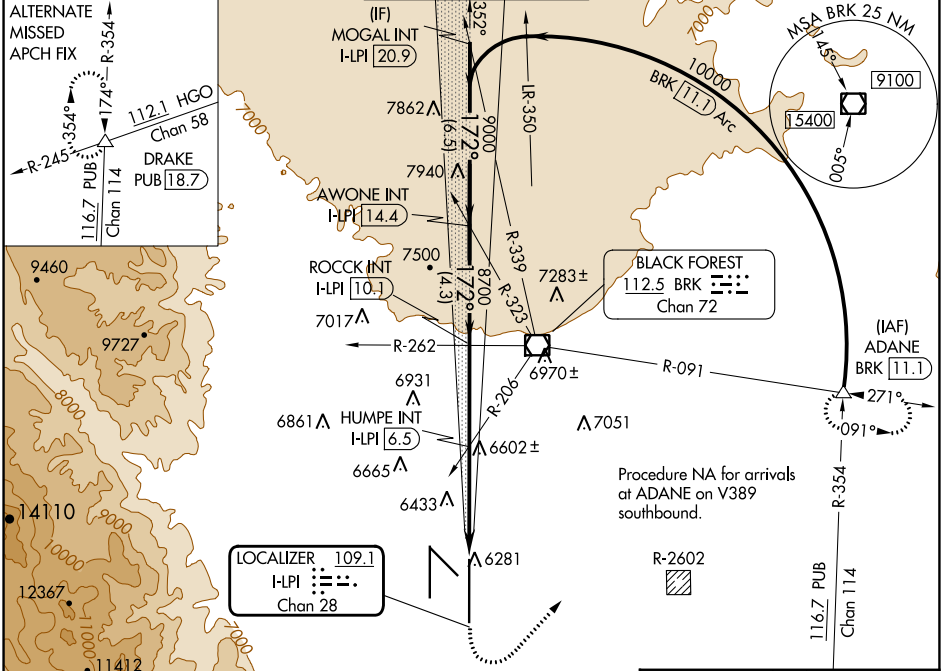 ALTERNATE
MISSED
APCH FIX
R-354
174°
354°
112.1 HGO
Chan 58
R-245
DRAKE
PUB 18.7
116.7 PUB
Chan 114
(IF)
MOGAL INT
I-LPI 20.9
352°
7000
7000
10000
BRK 11.1 Arc
LR-350
MSA BRK 25 NM
145°
9100
15400
005°
7862
172°
(6.5)
9000
7940
AWONE INT
I-LPI 14.4
R-339
R-323
7500
172°
(4.3)
8700
ROCCK INT
I-LPI 10.1
7283±
BLACK FOREST
112.5 BRK
Chan 72
7017
9460
9727
R-262
R-091
(IAF)
ADANE
BRK 11.1
6970±
271°
091°
6931
R-206
6861
HUMPE INT
I-LPI 6.5
7051
6602±
6665
6433
8000
Procedure NA for arrivals
at ADANE on V389
southbound.
R-354
14110
9000
10000
LOCALIZER 109.1
I-LPI
Chan 28
6281
R-2602
12367
11000
7000
116.7 PUB
Chan 114
11412